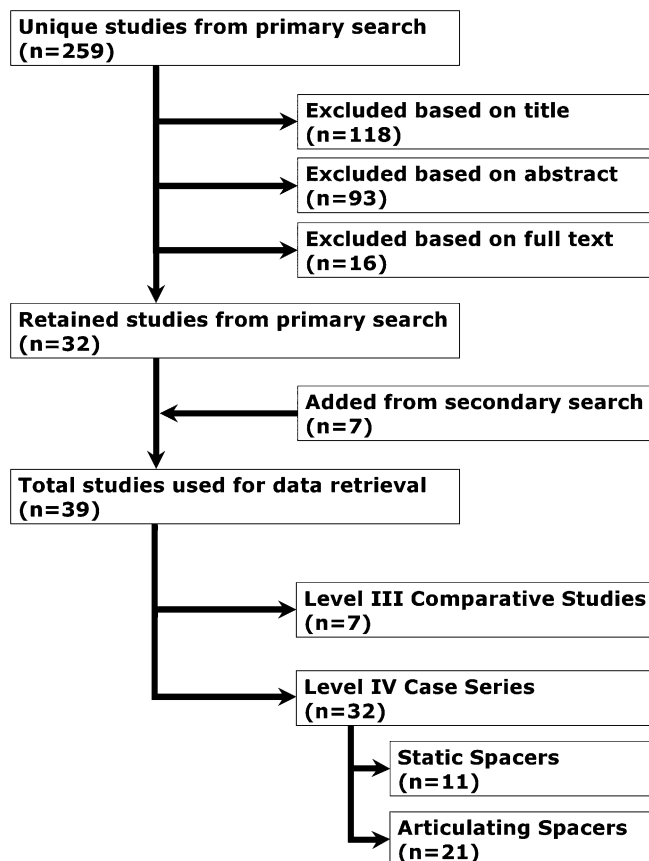 Unique studies from primary search
(n=259)
Excluded based on title
(n=118)
Excluded based on abstract
(n=93)
Excluded based on full text
(n=16)
Retained studies from primary search
(n=32)
Added from secondary search
(n=7)
Total studies used for data retrieval
(n=39)
Level III Comparative Studies
(n=7)
Level IV Case Series
(n=32)
Static Spacers
(n=11)
Articulating Spacers
(n=21)